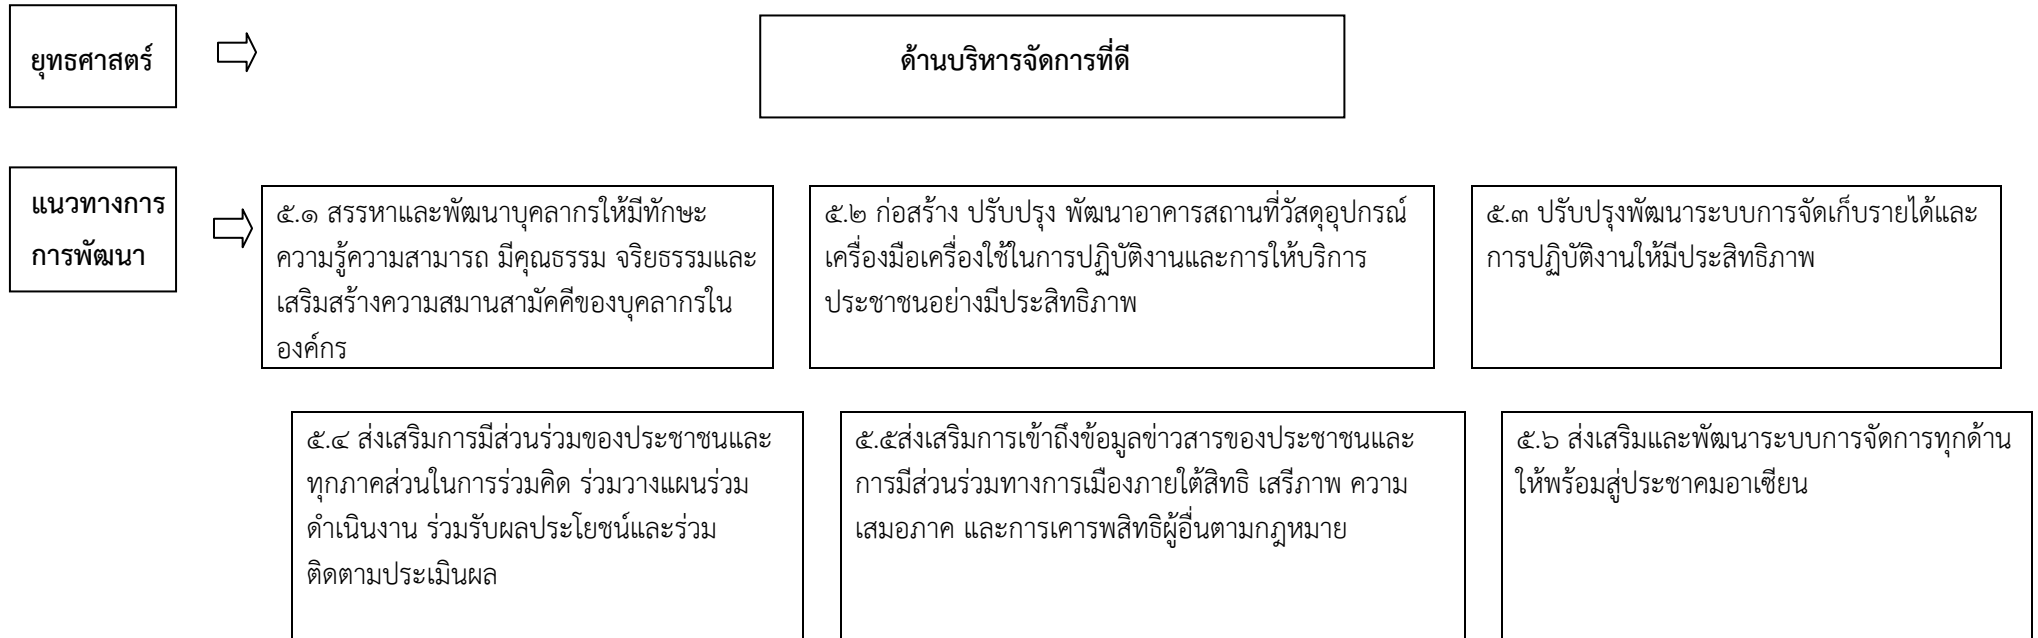 ยุทธศาสตร์
ด้านบริหารจัดการที่ดี
แนวทางการ
การพัฒนา
๕.๑ สรรหาและพัฒนาบุคลากรให้มีทักษะ
ความรู้ความสามารถ มีคุณธรรม จริยธรรมและ
เสริมสร้างความสมานสามัคคีของบุคลากรใน
องค์กร
๕.๒ ก่อสร้าง ปรับปรุง พัฒนาอาคารสถานที่วัสดุอุปกรณ์
เครื่องมือเครื่องใช้ในการปฏิบัติงานและการให้บริการ
ประชาชนอย่างมีประสิทธิภาพ
๕.๓ ปรับปรุงพัฒนาระบบการจัดเก็บรายได้และ
การปฏิบัติงานให้มีประสิทธิภาพ
๕.๔ ส่งเสริมการมีส่วนร่วมของประชาชนและ
ทุกภาคส่วนในการร่วมคิด ร่วมวางแผนร่วม
ดำเนินงาน ร่วมรับผลประโยชน์และร่วม
ติดตามประเมินผล
๕.๕ส่งเสริมการเข้าถึงข้อมูลข่าวสารของประชาชนและ
การมีส่วนร่วมทางการเมืองภายใต้สิทธิ เสรีภาพ ความ
เสมอภาค และการเคารพสิทธิผู้อื่นตามกฎหมาย
๕.๖ ส่งเสริมและพัฒนาระบบการจัดการทุกด้าน
ให้พร้อมสู่ประชาคมอาเซียน